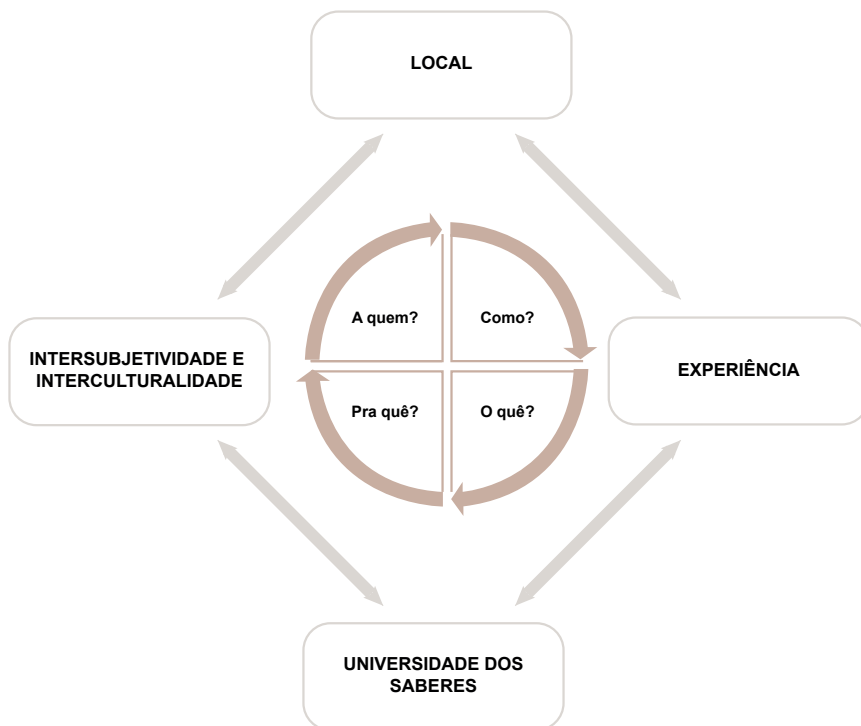 LOCAL
A quem?
Como?
INTERSUBJETIVIDADE E
INTERCULTURALIDADE
EXPERIÊNCIA
Pra quê?
O quê?
UNIVERSIDADE DOS
SABERES